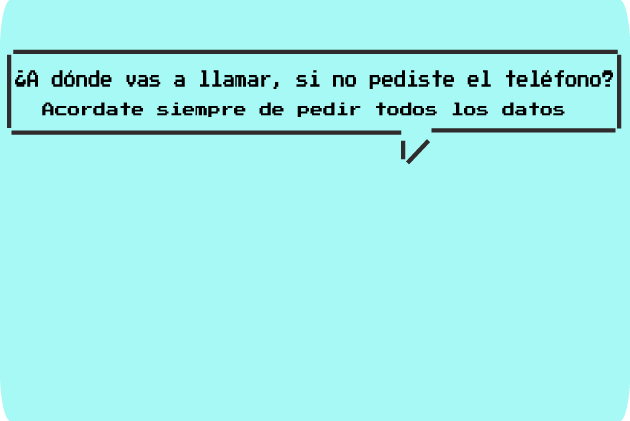 ¿A dónde vas a llamar, si no pediste el teléfono?
Acordate siempre de pedir todos los datos